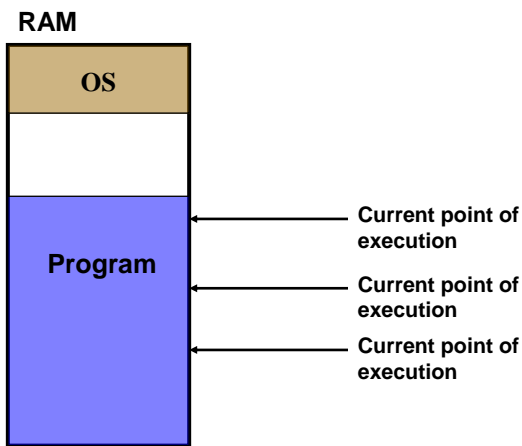 RAM
OS
Current point of
execution
Program
Current point of
execution
Current point of
execution